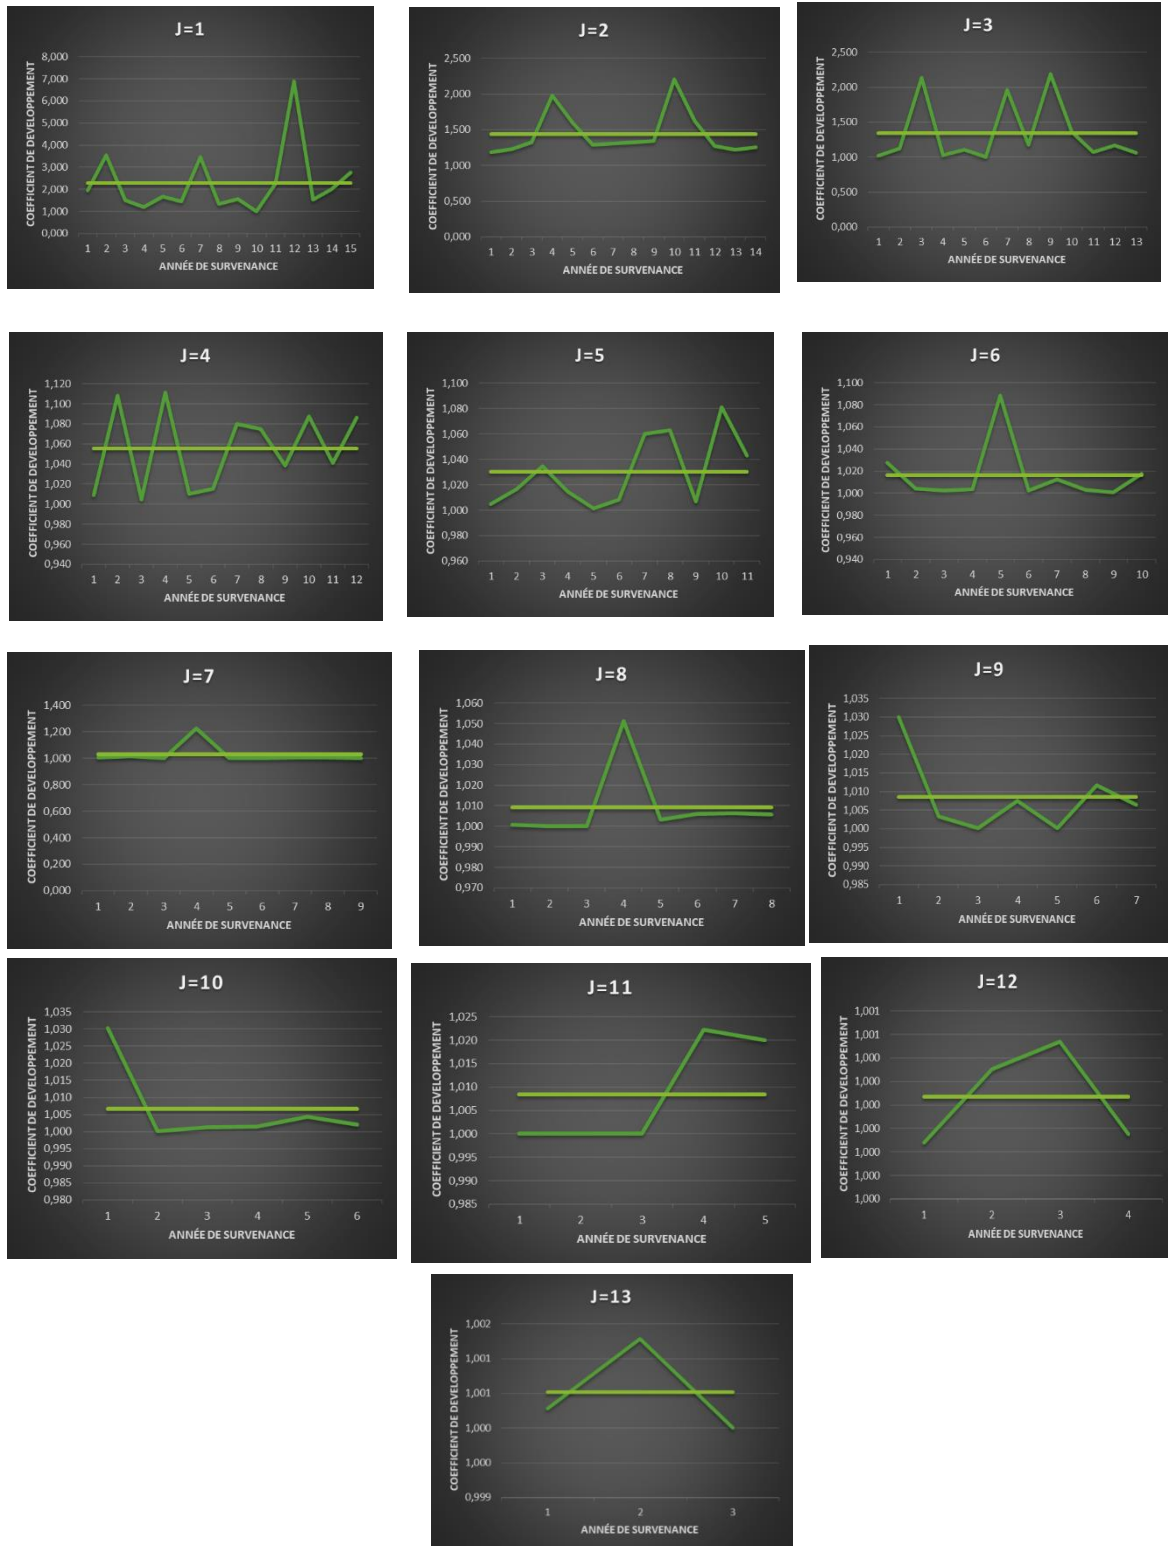 J=1
COEFFICIENT DE DEVELOPPEMENT
8,000
7,000
6,000
5,000
4,000
3,000
2,000
1,000
0,000
1 2 3 4 5 6 7 8 9 10 11 12 13 14 15
ANNÉE DE SURVENANCE
J=2
COEFFICIENT DE DEVELOPPEMENT
2,500
2,000
1,500
1,000
0,500
0,000
1 2 3 4 5 6 7 8 9 10 11 12 13 14
ANNÉE DE SURVENANCE
J=3
COEFFICIENT DE DEVELOPPEMENT
2,500
2,000
1,500
1,000
0,500
0,000
1 2 3 4 5 6 7 8 9 10 11 12 13
ANNÉE DE SURVENANCE
J=4
COEFFICIENT DE DEVELOPPEMENT
1,120
1,100
1,080
1,060
1,040
1,020
1,000
0,980
0,960
0,940
1 2 3 4 5 6 7 8 9 10 11 12
ANNÉE DE SURVENANCE
J=5
COEFFICIENT DE DEVELOPPEMENT
1,100
1,080
1,060
1,040
1,020
1,000
0,980
0,960
1 2 3 4 5 6 7 8 9 10 11
ANNÉE DE SURVENANCE
J=6
COEFFICIENT DE DEVELOPPEMENT
1,100
1,080
1,060
1,040
1,020
1,000
0,980
0,960
0,940
1 2 3 4 5 6 7 8 9 10
ANNÉE DE SURVENANCE
J=7
COEFFICIENT DE DEVELOPPEMENT
1,400
1,200
1,000
0,800
0,600
0,400
0,200
0,000
1 2 3 4 5 6 7 8 9
ANNÉE DE SURVENANCE
J=8
COEFFICIENT DE DEVELOPPEMENT
1,060
1,050
1,040
1,030
1,020
1,010
1,000
0,990
0,980
0,970
1 2 3 4 5 6 7 8
ANNÉE DE SURVENANCE
J=9
COEFFICIENT DE DEVELOPPEMENT
1,035
1,030
1,025
1,020
1,015
1,010
1,005
1,000
0,995
0,990
0,985
1 2 3 4 5 6 7
ANNÉE DE SURVENANCE
J=10
COEFFICIENT DE DEVELOPPEMENT
1,035
1,030
1,025
1,020
1,015
1,010
1,005
1,000
0,995
0,990
0,985
0,980
1 2 3 4 5 6
ANNÉE DE SURVENANCE
J=11
COEFFICIENT DE DEVELOPPEMENT
1,025
1,020
1,015
1,010
1,005
1,000
0,995
0,990
0,985
1 2 3 4 5
ANNÉE DE SURVENANCE
J=12
COEFFICIENT DE DEVELOPPEMENT
1,001
1,001
1,000
1,000
1,000
1,000
1,000
1,000
1,000
1 2 3 4
ANNÉE DE SURVENANCE
J=13
COEFFICIENT DE DEVELOPPEMENT
1,002
1,001
1,001
1,000
1,000
0,999
1 2 3
ANNÉE DE SURVENANCE